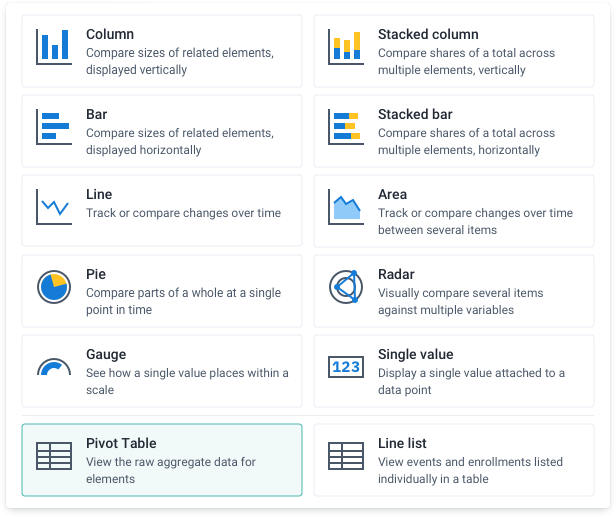 Column
Compare sizes of related elements,
displayed vertically
Stacked column
Compare shares of a total across
multiple elements, vertically
Bar
Compare sizes of related elements,
displayed horizontally
Stacked bar
Compare shares of a total across
multiple elements, horizontally
Line
Track or compare changes over time
Area
Track or compare changes over time
between several items
Pie
Compare parts of a whole at a single
point in time
Radar
Visually compare several items
against multiple variables
Gauge
See how a single value places within a
scale
123
Single value
Display a single value attached to a
data point
Pivot Table
View the raw aggregate data for
elements
Line list
View events and enrollments listed
individually in a table